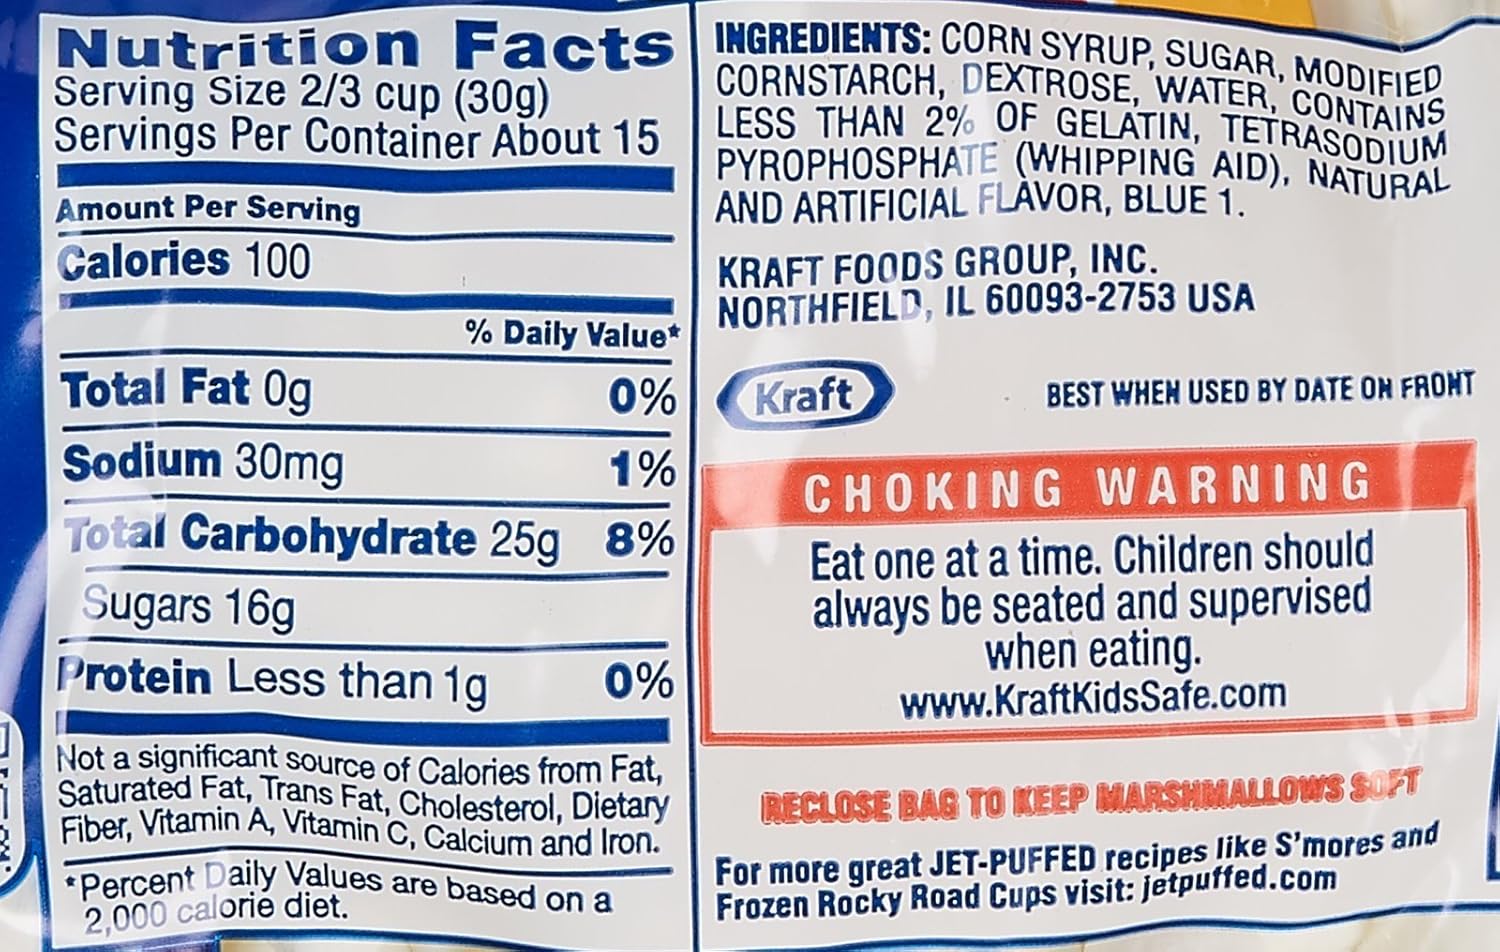 Nutrition Facts
Serving Size 2/3 cup (30g)
Servings Per Container About 15
Amount Per Serving
Calories 100
% Daily Value*
Total Fat 0g 0%
Sodium 30mg 1%
Total Carbohydrate 25g 8%
Sugars 16g
Protein Less than 1g 0%
Not a significant source of Calories from Fat,
Saturated Fat, Trans Fat, Cholesterol, Dietary
Fiber, Vitamin A, Vitamin C, Calcium and Iron.
*Percent Daily Values are based on a
2,000 calorie diet.
INGREDIENTS: CORN SYRUP, SUGAR, MODIFIED
CORNSTARCH, DEXTROSE, WATER, CONTAINS
LESS THAN 2% OF GELATIN, TETRASODIUM
PYROPHOSPHATE (WHIPPING AID), NATURAL
AND ARTIFICIAL FLAVOR, BLUE 1.
KRAFT FOODS GROUP, INC.
NORTHFIELD, IL 60093-2753 USA
Kraft
BEST WHEN USED BY DATE ON FRONT
CHOKING WARNING
Eat one at a time. Children should
always be seated and supervised
when eating.
www.KraftKidsSafe.com
RECLOSE BAG TO KEEP MARSHMALLOWS SOFT
For more great JET-PUFFED recipes like S'mores and
Frozen Rocky Road Cups visit: jetpuffed.com